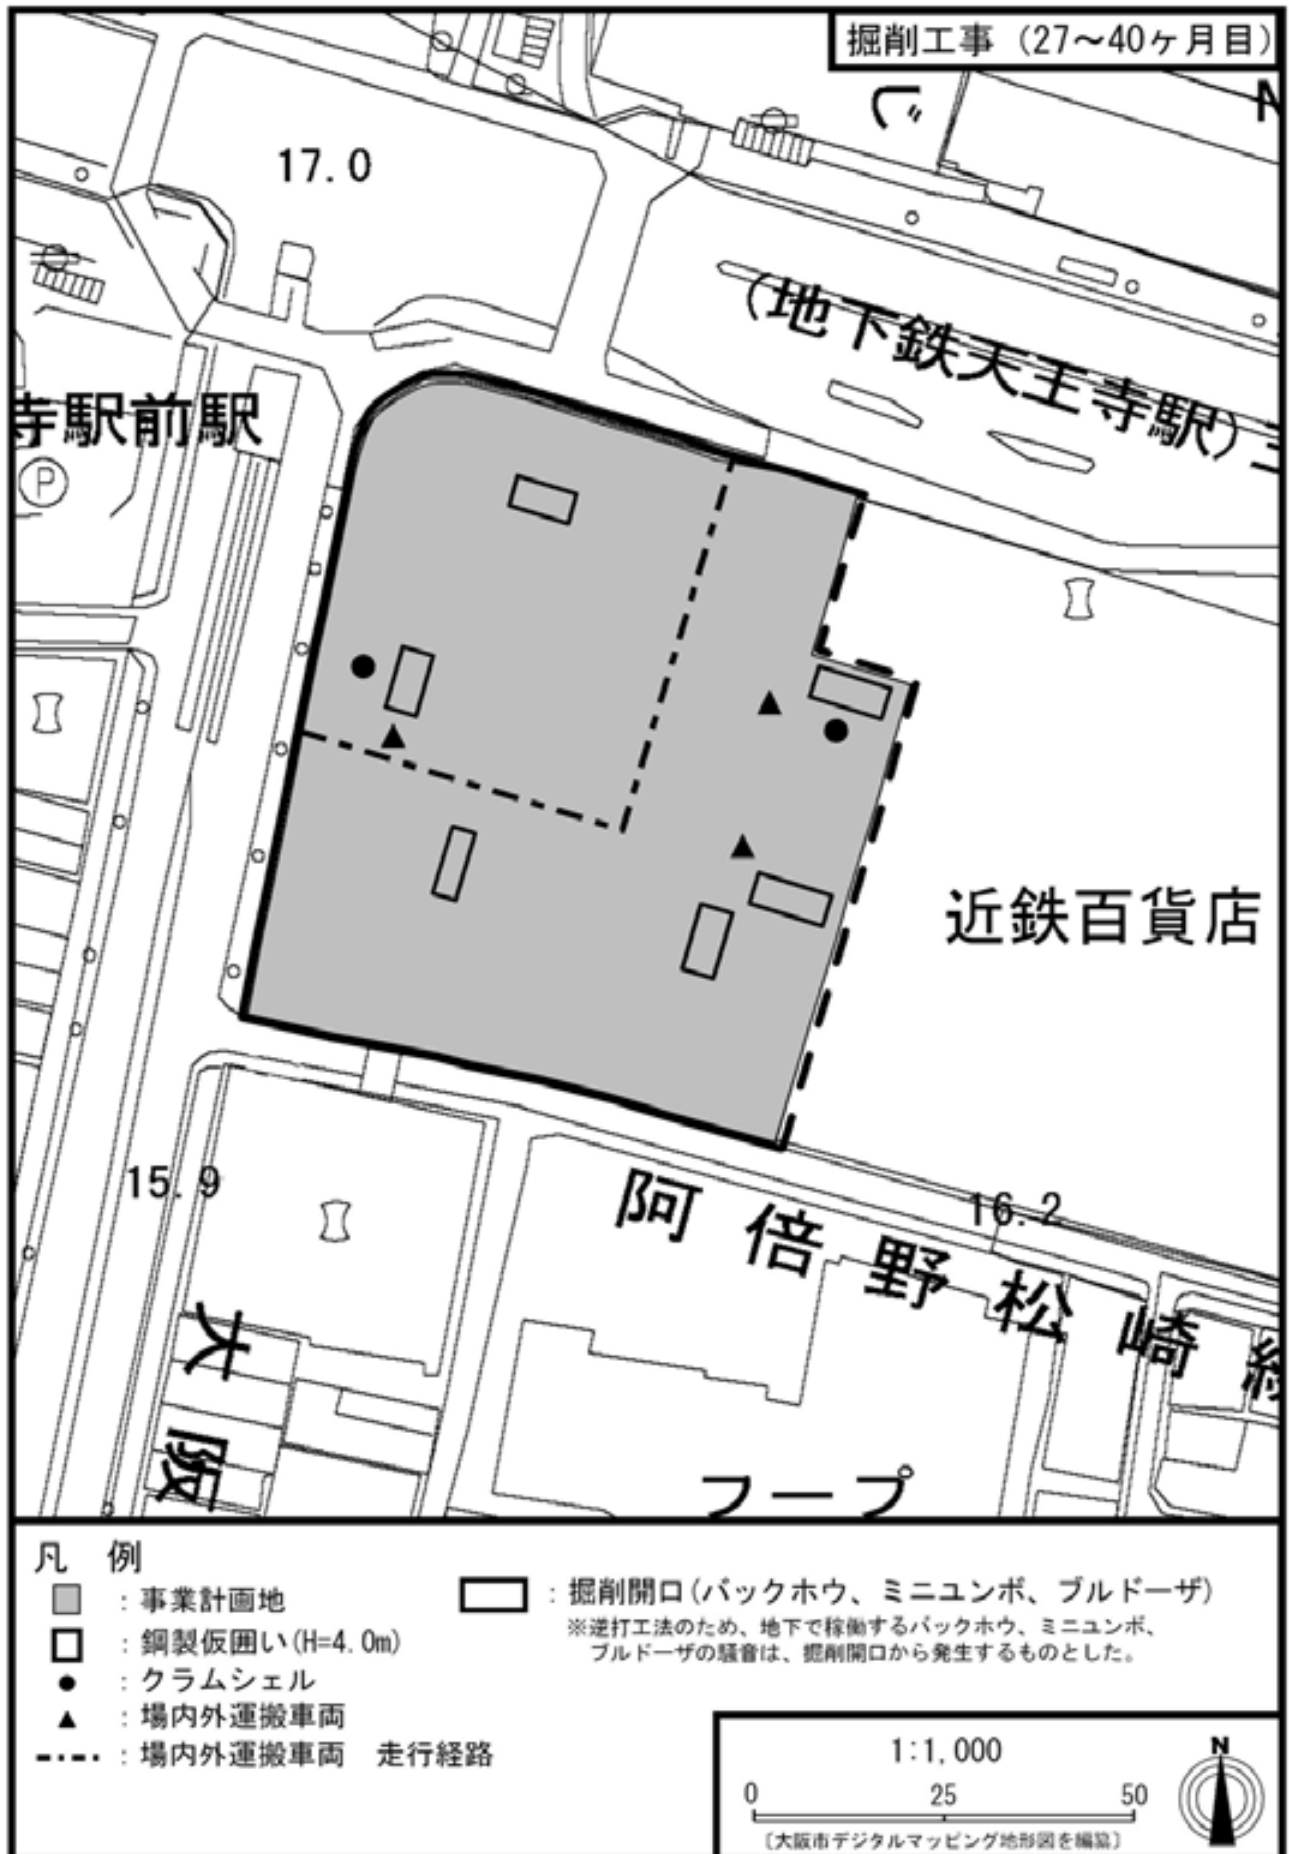 掘削工事（27～40ヶ月目）
じ
17.0
(地下鉄天王寺駅)
寺駅前駅
P
近鉄百貨店
15.9
16.2
阿倍野松崎
大阪
フープ
凡 例
：事業計画地
：鋼製仮囲い(H=4.0m)
：クラムシェル
：場内外運搬車両
：場内外運搬車両 走行経路
：掘削開口(バックホウ、ミニユンボ、ブルドーザ)
※逆打工法のため、地下で稼働するバックホウ、ミニユンボ、
ブルドーザの騒音は、掘削開口から発生するものとした。
1:1,000
N
0 25 50
〔大阪市デジタルマッピング地形図を編集〕